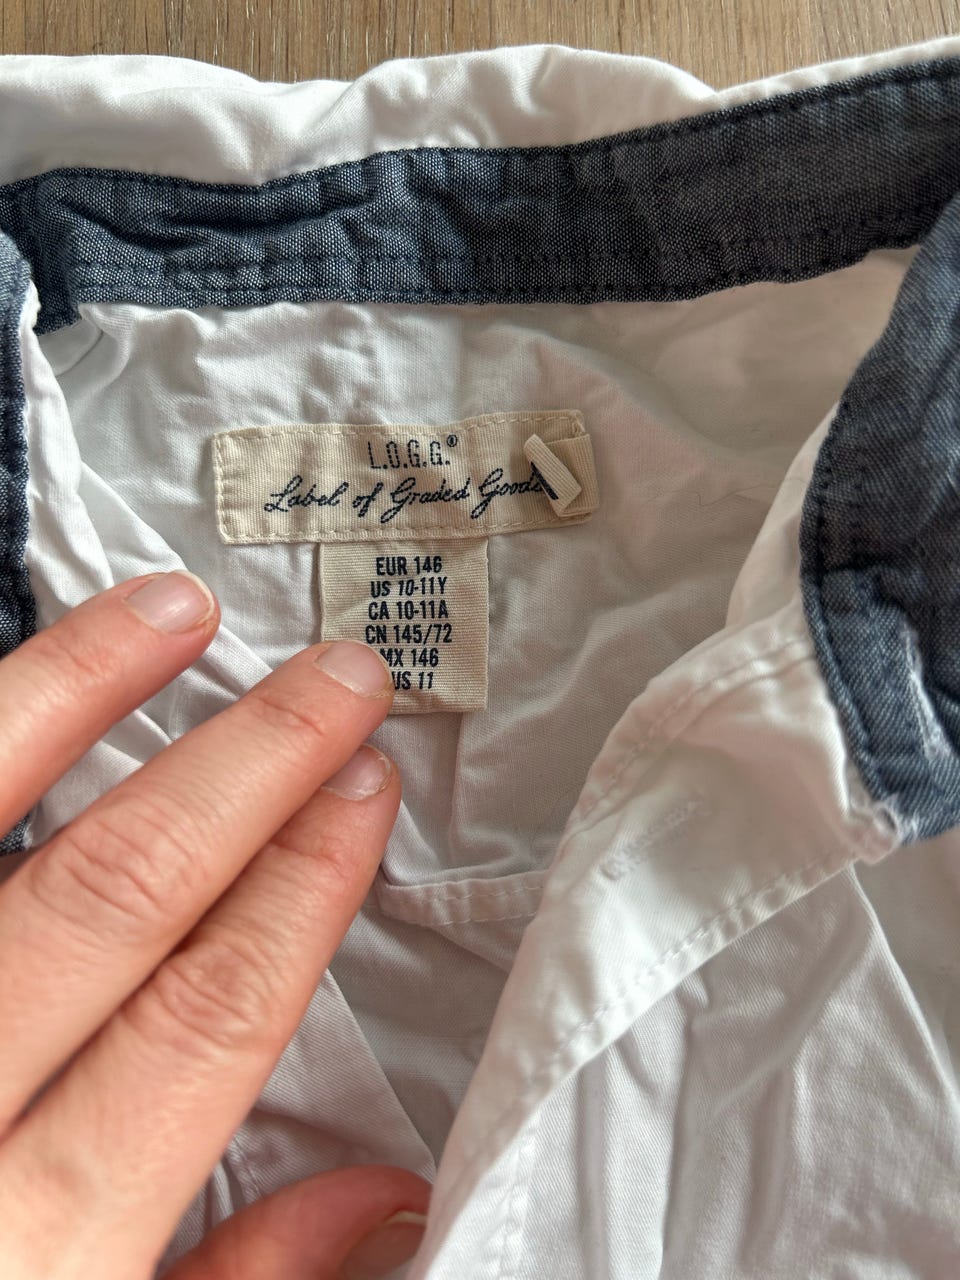 L.O.G.G.®
Label of Graded Goods
EUR 146
US 10-11Y
CA 10-11A
CN 145/72
MX 146
US 11